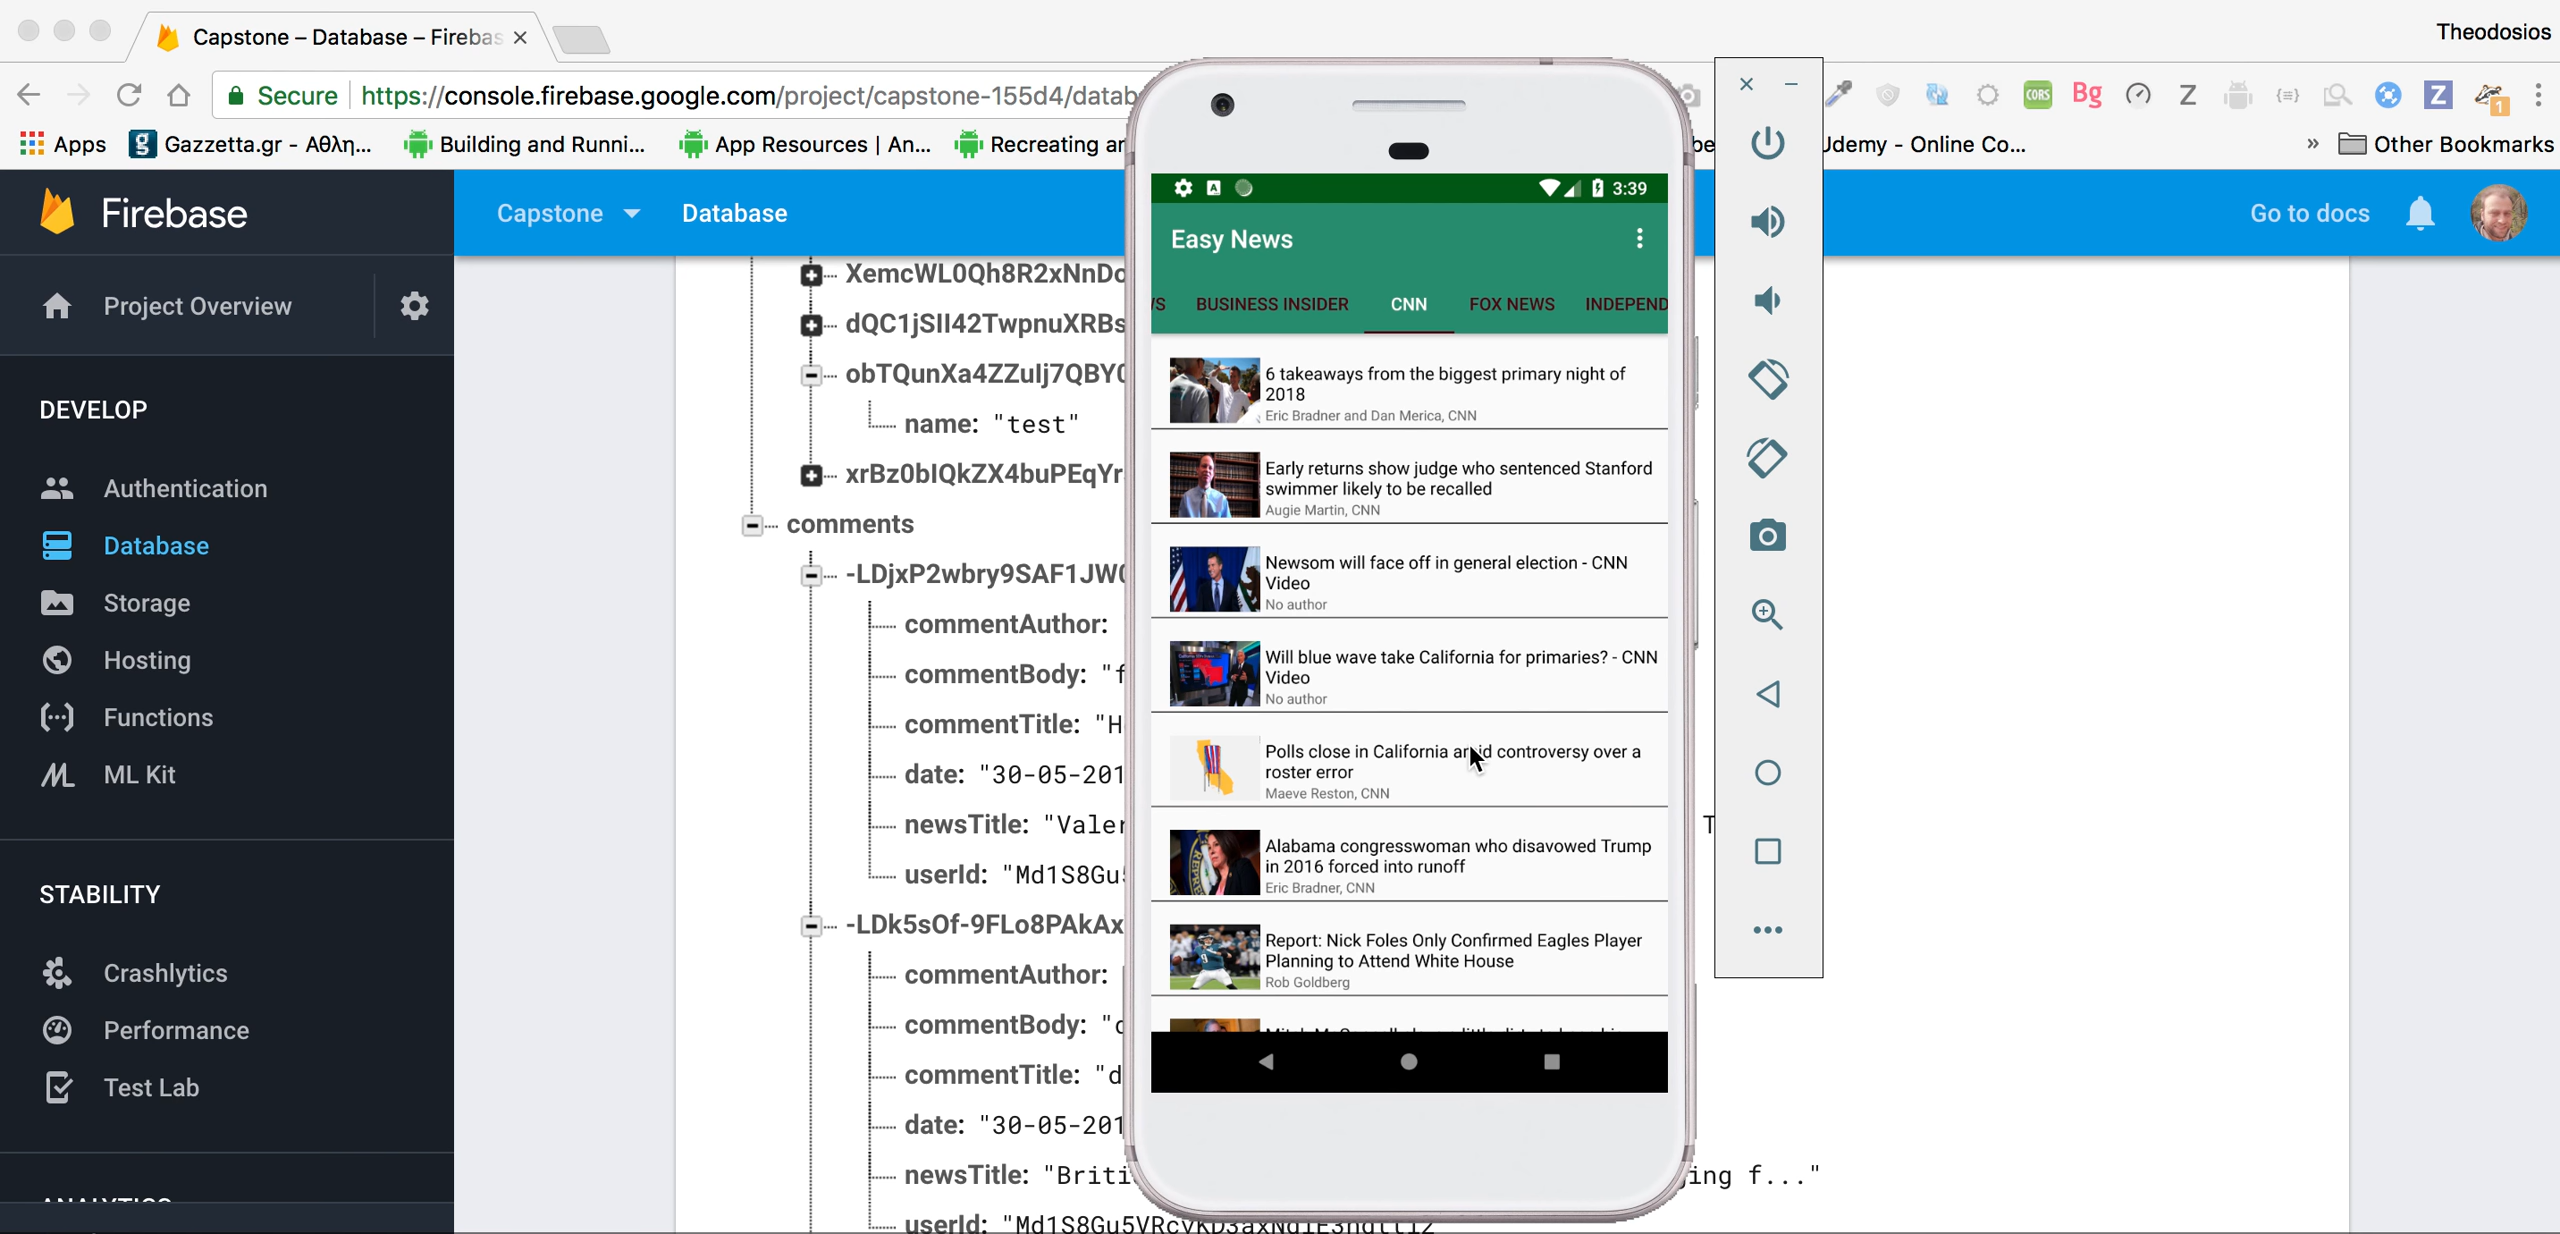 Capstone – Database – Firebas
Theodosios
Secure https://console.firebase.google.com/project/capstone-155d4/datab
CORS Bg Z {≡} Z 1
Apps Gazzetta.gr - Αθλη... Building and Runni... App Resources | An... Recreating ar Udemy - Online Co... » Other Bookmarks
Firebase
Capstone Database
Go to docs
Project Overview
DEVELOP
Authentication
Database
Storage
Hosting
Functions
ML Kit
STABILITY
Crashlytics
Performance
Test Lab
ANALYTICS
dQC1jSII42TwpnuXRBs
name: "test"
comments
commentAuthor:
commentBody: "f
commentTitle: "H
date: "30-05-201
newsTitle: "Valer
userId: "Md1S8Gu
commentAuthor:
commentBody:
commentTitle: "d
date: "30-05-201
newsTitle: "Briti
ing f..."
userId:
3:39
Easy News
BUSINESS INSIDER CNN FOX NEWS INDEPEND
6 takeaways from the biggest primary night of
2018
Eric Bradner and Dan Merica, CNN
Early returns show judge who sentenced Stanford
swimmer likely to be recalled
Augie Martin, CNN
Newsom will face off in general election - CNN
Video
No author
Will blue wave take California for primaries? - CNN
Video
No author
Polls close in California amid controversy over a
roster error
Maeve Reston, CNN
Alabama congresswoman who disavowed Trump
in 2016 forced into runoff
Eric Bradner, CNN
Report: Nick Foles Only Confirmed Eagles Player
Planning to Attend White House
Rob Goldberg